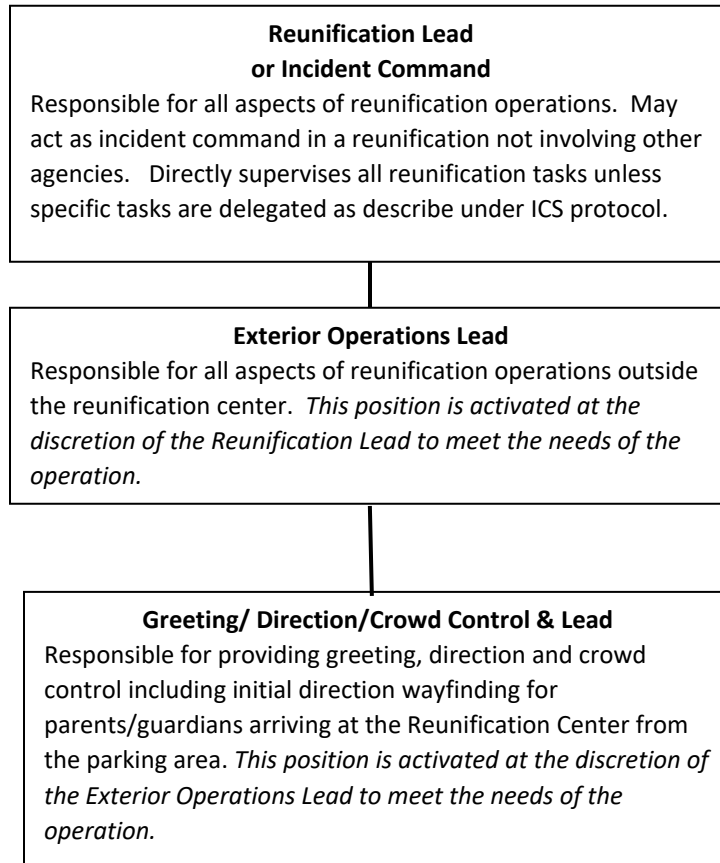 Reunification Lead
or Incident Command
Responsible for all aspects of reunification operations.  May
act as incident command in a reunification not involving other
agencies.   Directly supervises all reunification tasks unless
specific tasks are delegated as describe under ICS protocol.
Exterior Operations Lead
Responsible for all aspects of reunification operations outside
the reunification center.  This position is activated at the
discretion of the Reunification Lead to meet the needs of the
operation.
Greeting/ Direction/Crowd Control & Lead
Responsible for providing greeting, direction and crowd
control including initial direction wayfinding for
parents/guardians arriving at the Reunification Center from
the parking area. This position is activated at the discretion of
the Exterior Operations Lead to meet the needs of the
operation.